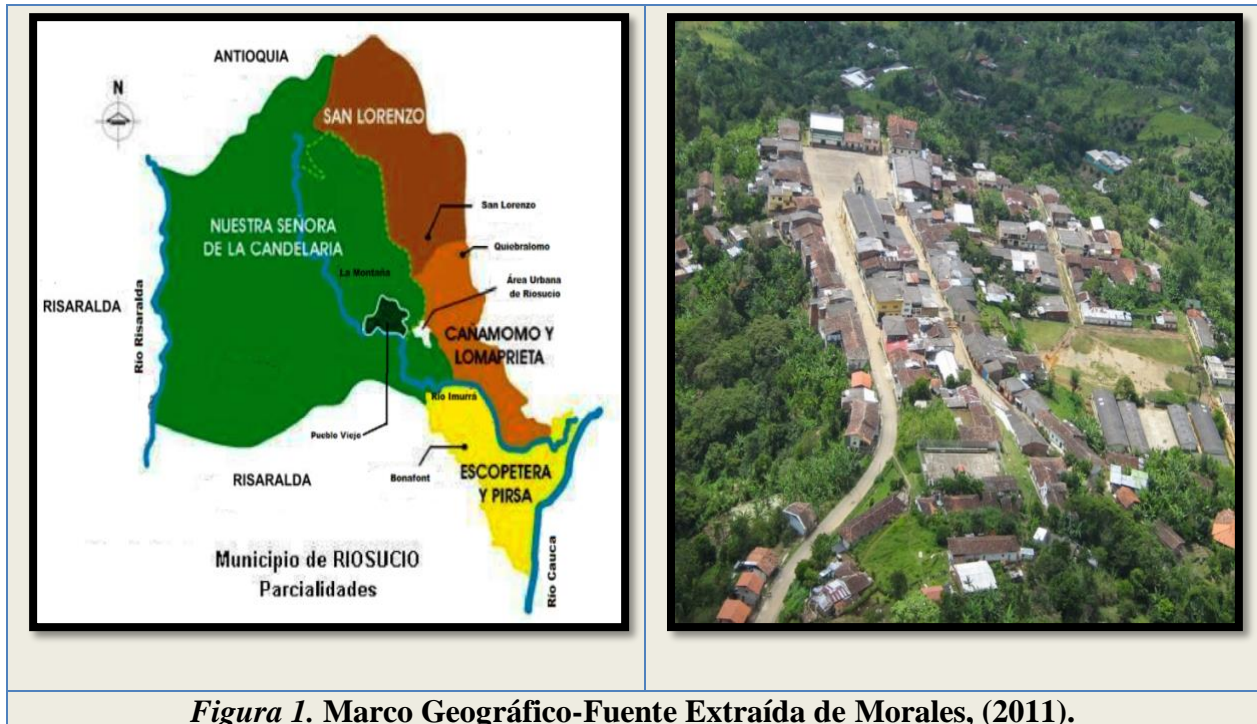 ANTIOQUIA
N
SAN LORENZO
San Lorenzo
NUESTRA SEÑORA
DE LA CANDELARIA
Quiebralomo
La Montaña
Área Urbana
de Riosucio
RISARALDA
Río Risaralda
CAÑAMOMO Y
LOMAPRIETA
Río Imurrá
Pueblo Viejo
Bonafont
RISARALDA
ESCOPETERA
Y PIRSA
Municipio de RIOSUCIO
Parcialidades
Río Cauca
Figura 1. Marco Geográfico-Fuente Extraída de Morales, (2011).